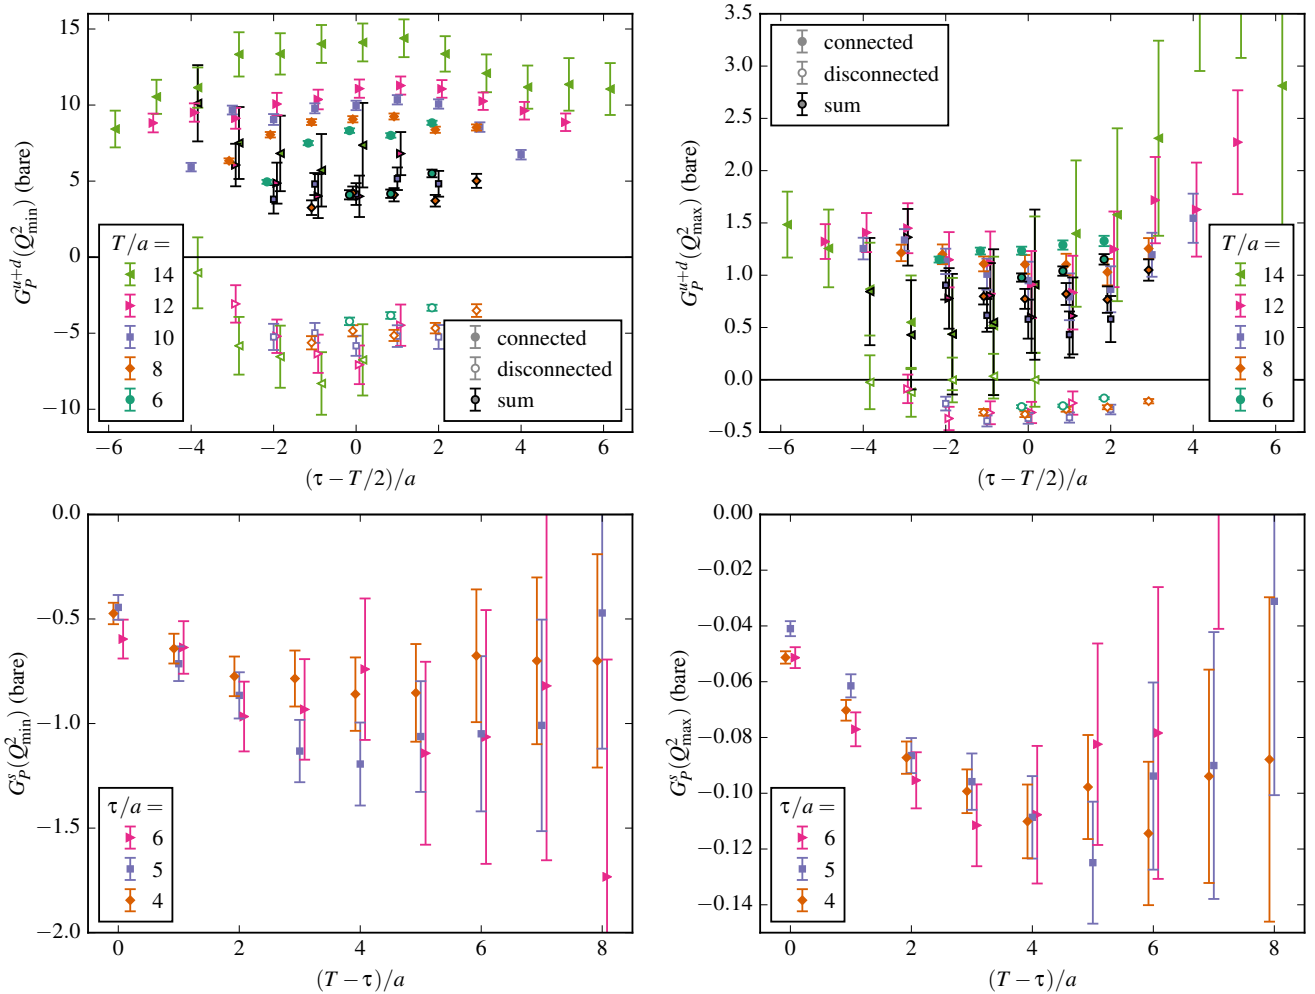 15
10
5
0
−5
−10
G_P^{u+d}(Q²_min) (bare)
T/a =
14
12
10
8
6
connected
disconnected
sum
−6 −4 −2 0 2 4 6
(τ − T/2)/a
3.5
3.0
2.5
2.0
1.5
1.0
0.5
0.0
−0.5
G_P^{u+d}(Q²_max) (bare)
connected
disconnected
sum
T/a =
14
12
10
8
6
−6 −4 −2 0 2 4 6
(τ − T/2)/a
0.0
−0.5
−1.0
−1.5
−2.0
G_P^s(Q²_min) (bare)
τ/a =
6
5
4
0 2 4 6 8
(T − τ)/a
0.00
−0.02
−0.04
−0.06
−0.08
−0.10
−0.12
−0.14
G_P^s(Q²_max) (bare)
τ/a =
6
5
4
0 2 4 6 8
(T − τ)/a